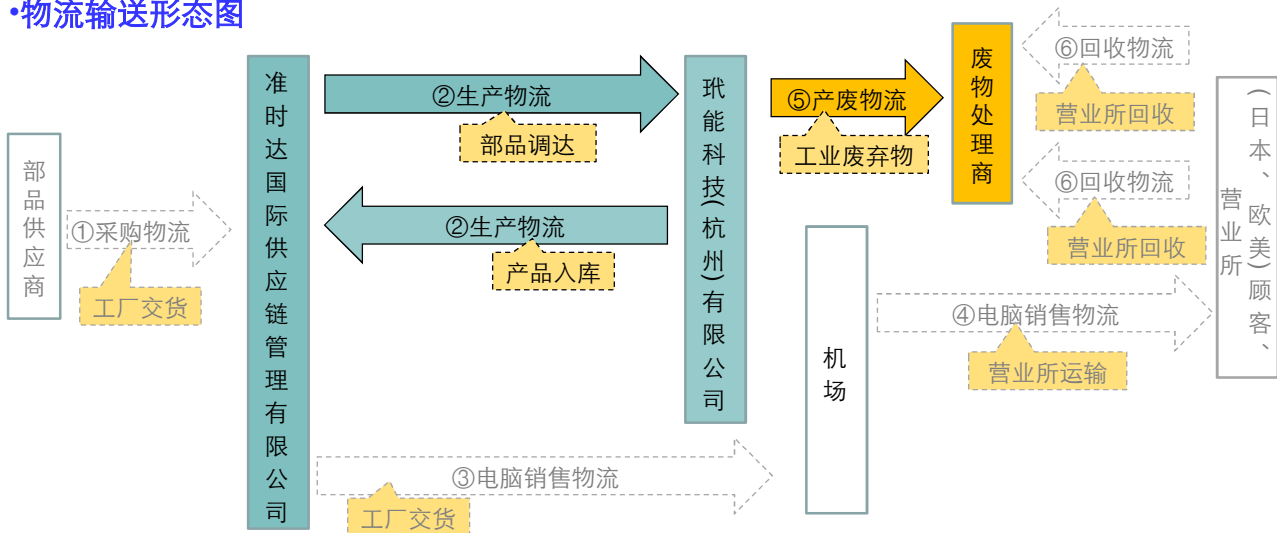 •物流输送形态图
部品供应商
①采购物流
工厂交货
准时达国际供应链管理有限公司
②生产物流
部品调达
②生产物流
产品入库
玳能科技(杭州)有限公司
⑤产废物流
工业废弃物
废物处理商
⑥回收物流
营业所回收
⑥回收物流
营业所回收
(日本、欧美)顾客、
营业所
机场
④电脑销售物流
营业所运输
③电脑销售物流
工厂交货